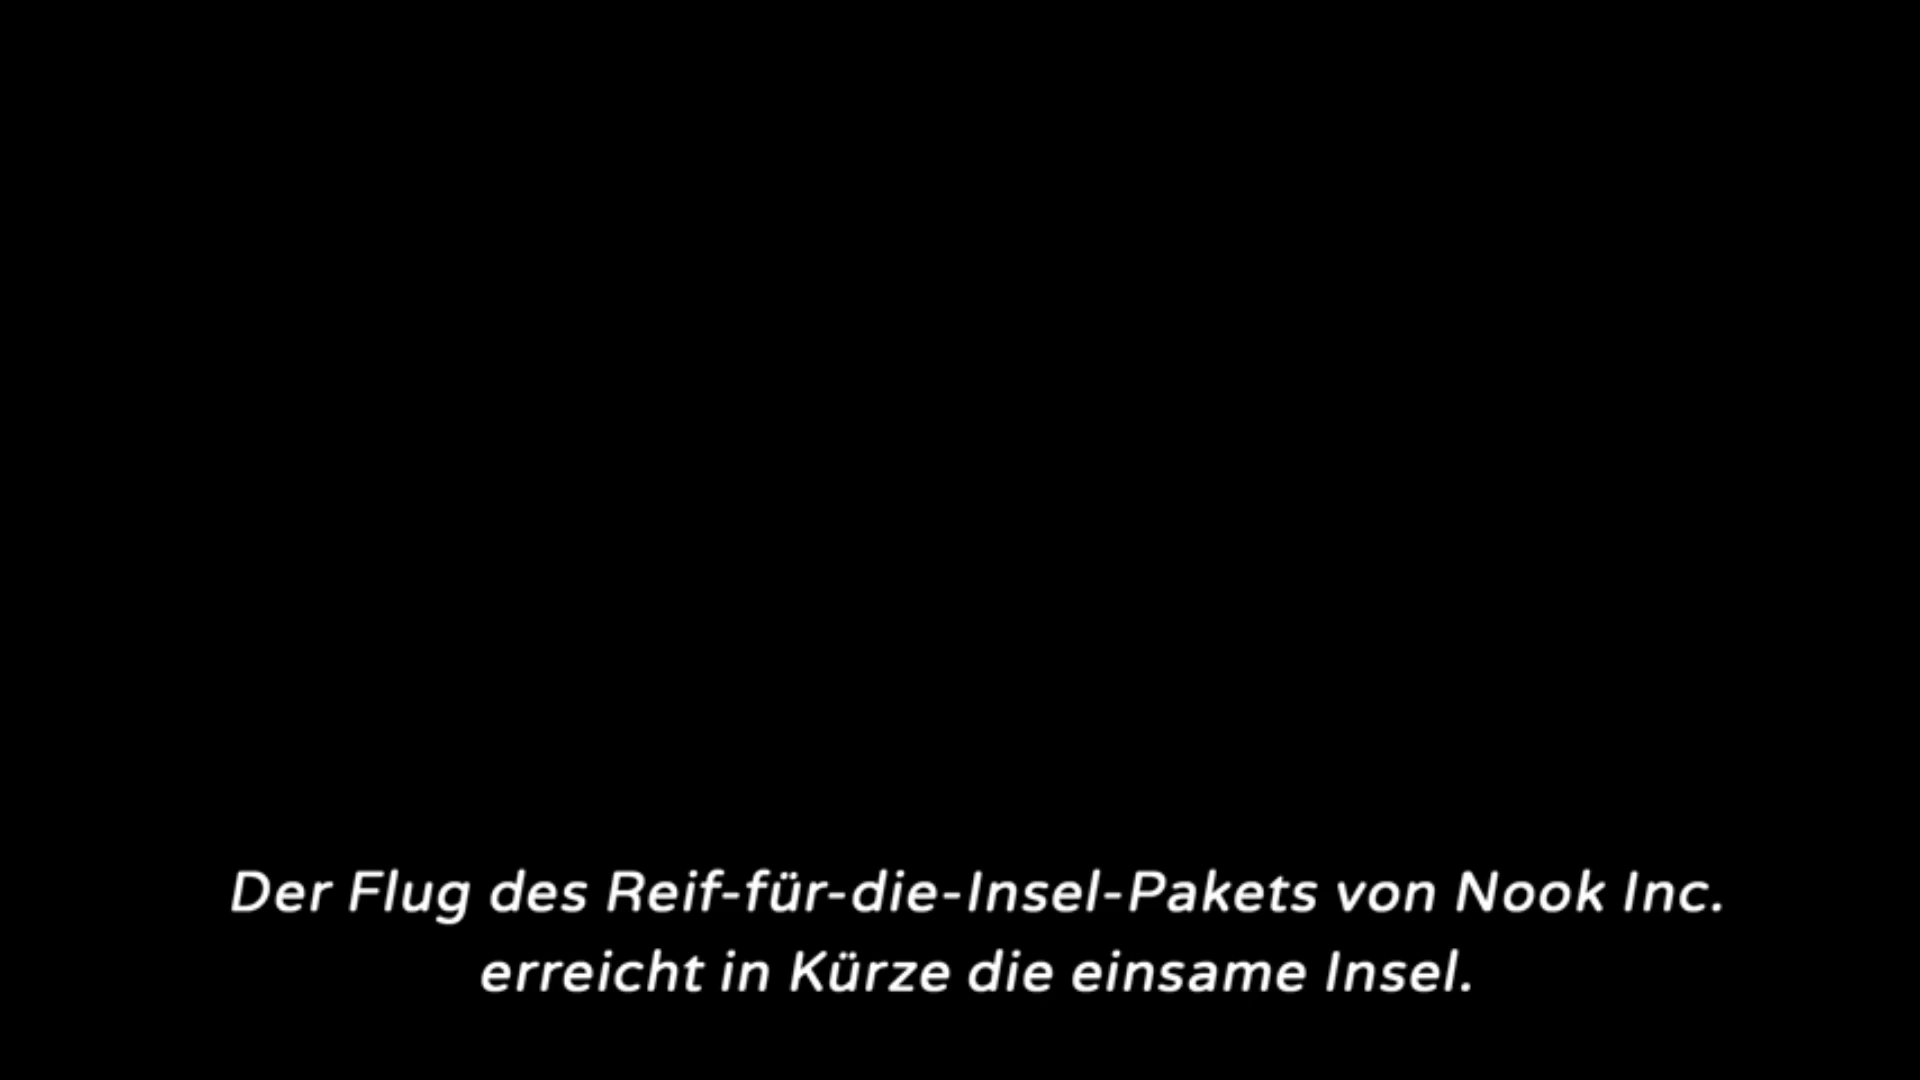 Der Flug des Reif-für-die-Insel-Pakets von Nook Inc.
erreicht in Kürze die einsame Insel.